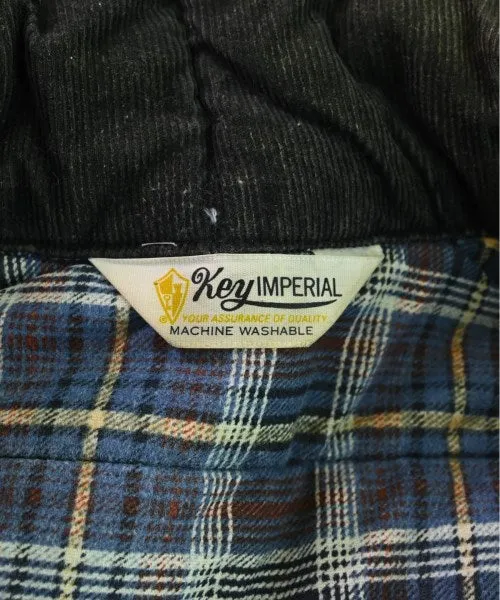 Key IMPERIAL
YOUR ASSURANCE OF QUALITY
MACHINE WASHABLE